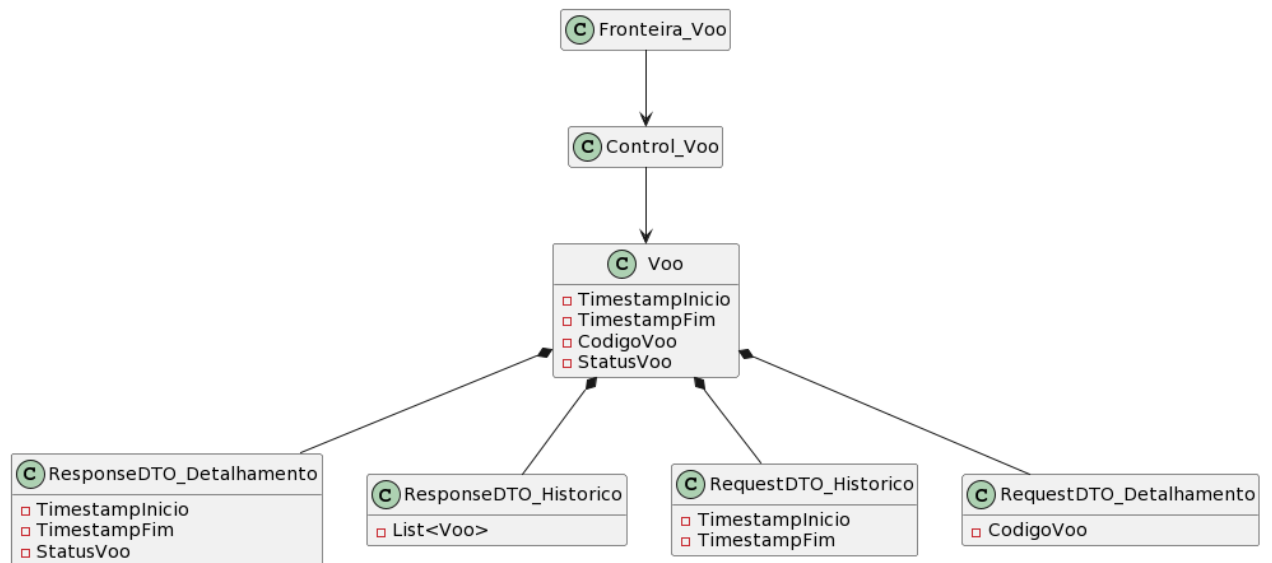 C Fronteira_Voo
C Control_Voo
C Voo
TimestampInicio
TimestampFim
CodigoVoo
StatusVoo
C ResponseDTO_Detalhamento
TimestampInicio
TimestampFim
StatusVoo
C ResponseDTO_Historico
List<Voo>
C RequestDTO_Historico
TimestampInicio
TimestampFim
C RequestDTO_Detalhamento
CodigoVoo